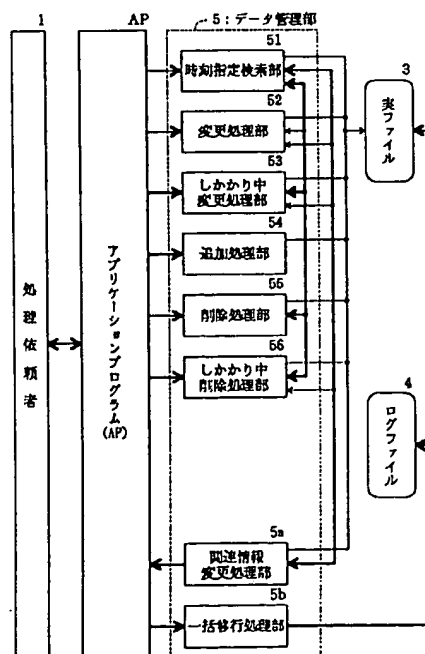 1
AP
5:データ管理部
処理依頼者
アプリケーションプログラム
(AP)
51
時刻指定検索部
52
変更処理部
53
しかかり中
変更処理部
54
追加処理部
55
削除処理部
56
しかかり中
削除処理部
5a
関連情報
変更処理部
5b
一括移行処理部
3
実ファイル
4
ログファイル